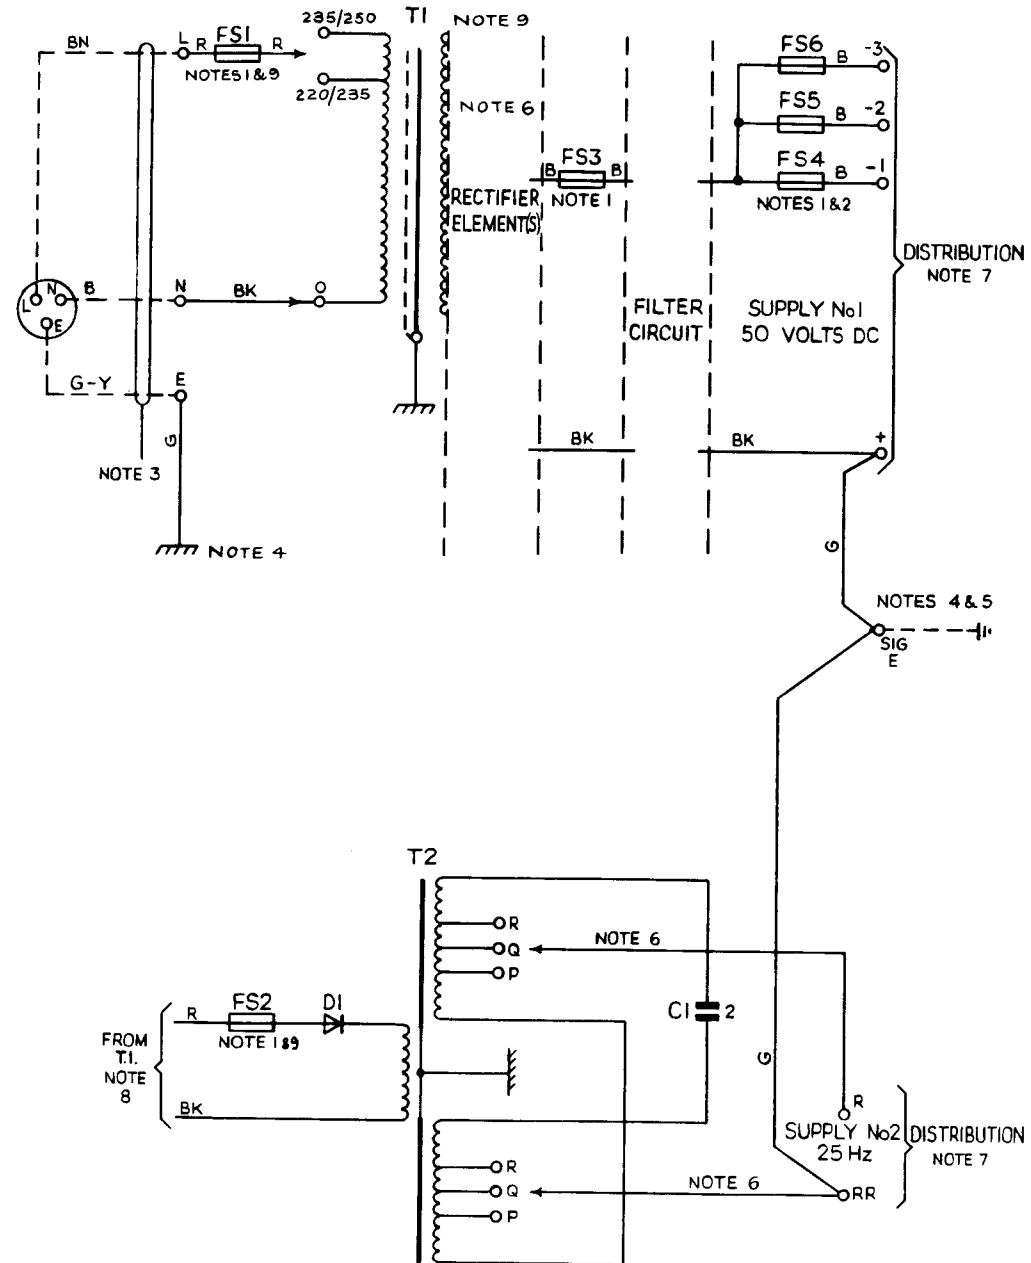 235/250
T1
NOTE 9
BN
L
R
FS1
R
NOTES 1 & 9
220/235
NOTE 6
FS6
B
-3
FS5
B
-2
FS4
B
-1
NOTES 1 & 2
B
FS3
B
NOTE 1
RECTIFIER
ELEMENT(S)
DISTRIBUTION
NOTE 7
L
N
E
B
N
BK
O
FILTER
CIRCUIT
SUPPLY No1
50 VOLTS DC
G-Y
E
G
NOTE 3
NOTE 4
BK
BK
+
G
NOTES 4 & 5
SIG
E
T2
R
Q
P
NOTE 6
C1
2
R
FS2
D1
NOTE 1 & 9
FROM
T.1.
NOTE
8
BK
G
R
SUPPLY No2
25 Hz
DISTRIBUTION
NOTE 7
R
Q
P
NOTE 6
RR